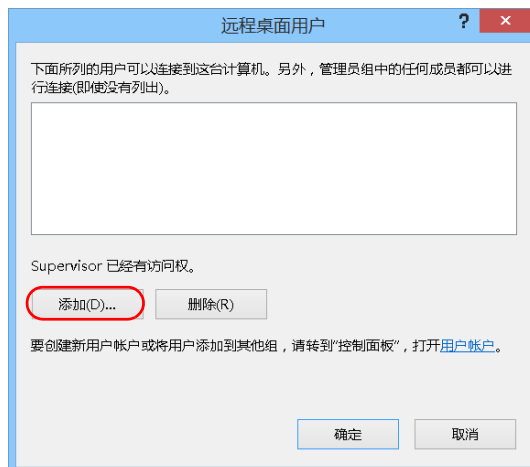 远程桌面用户
?
×
下面所列的用户可以连接到这台计算机。另外，管理员组中的任何成员都可以进
行连接(即使没有列出)。
Supervisor 已经有访问权。
添加(D)... 删除(R)
要创建新用户帐户或将用户添加到其他组，请转到"控制面板"，打开用户帐户。
确定 取消